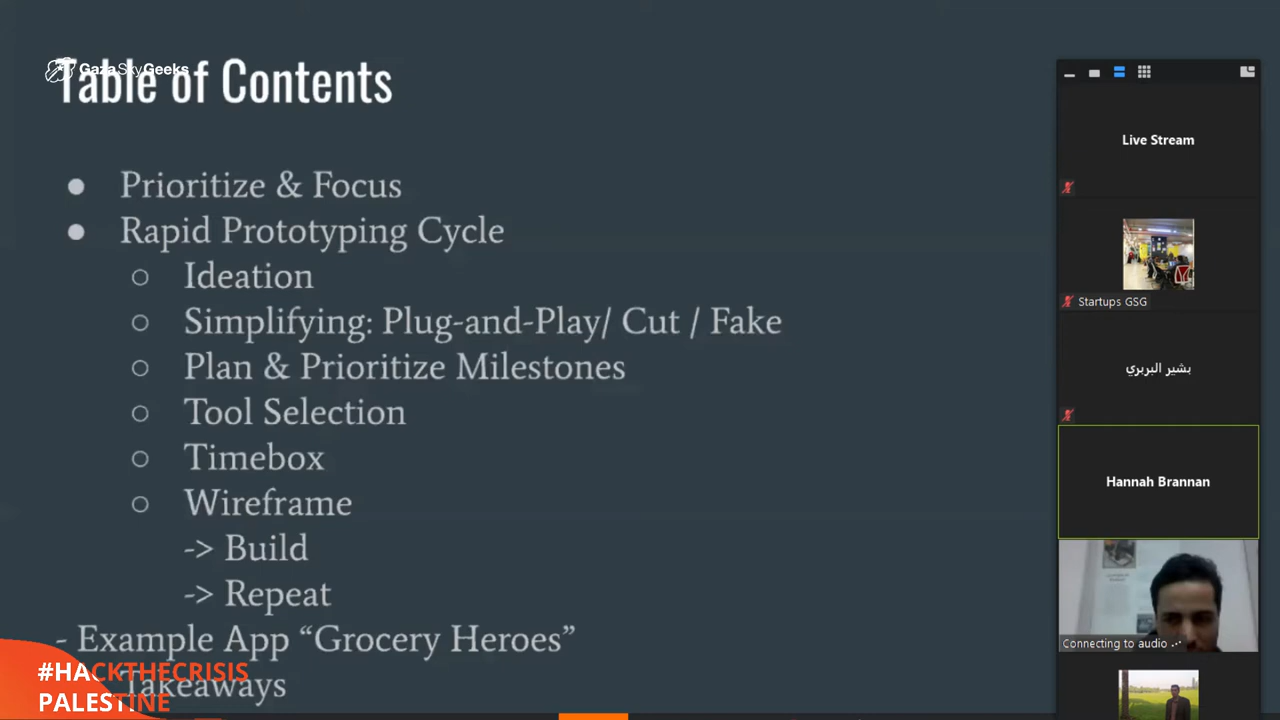 GazaSkyGeeks
Table of Contents
● Prioritize & Focus
● Rapid Prototyping Cycle
○ Ideation
○ Simplifying: Plug-and-Play/ Cut / Fake
○ Plan & Prioritize Milestones
○ Tool Selection
○ Timebox
○ Wireframe
-> Build
-> Repeat
- Example App “Grocery Heroes”
Takeaways
#HACKTHECRISIS
PALESTINE
Live Stream
Startups GSG
بشير البربري
Hannah Brannan
Connecting to audio